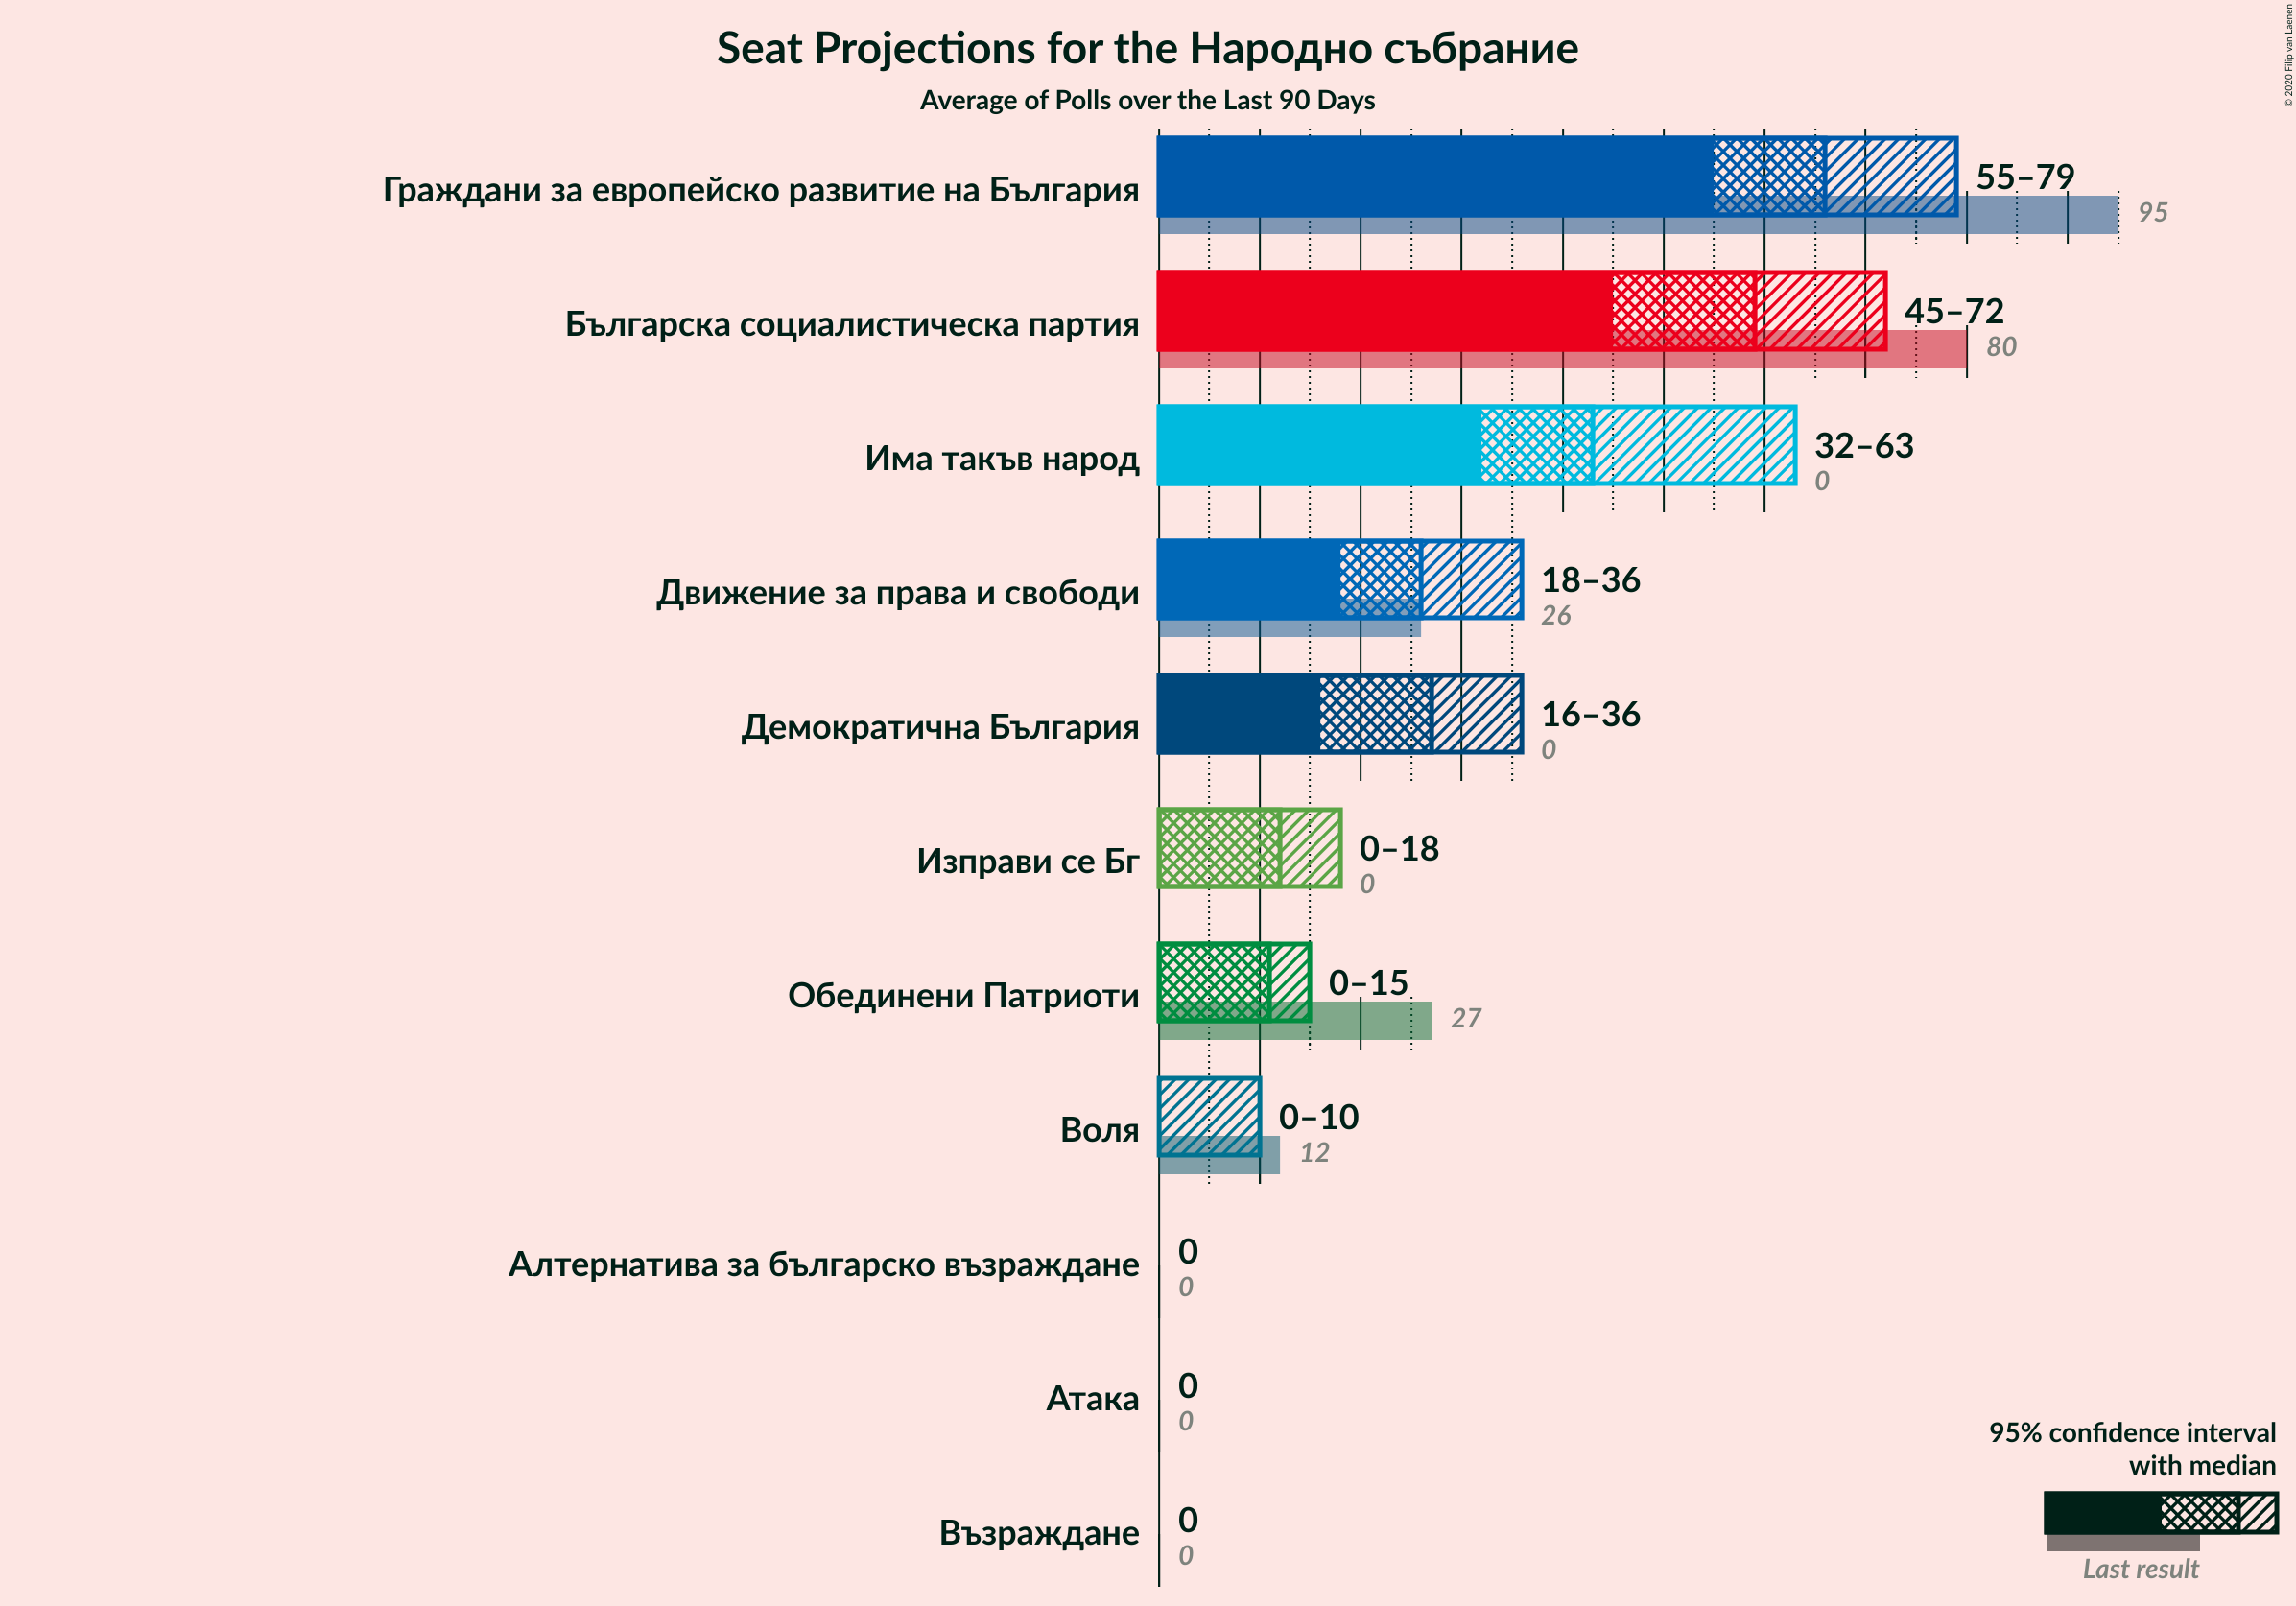 Seat Projections for the Народно събрание
Average of Polls over the Last 90 Days
© 2020 Filip van Laenen
Граждани за европейско развитие на България
55–79
95
Българска социалистическа партия
45–72
80
Има такъв народ
32–63
0
Движение за права и свободи
18–36
26
Демократична България
16–36
0
Изправи се Бг
0–18
0
Обединени Патриоти
0–15
27
Воля
0–10
12
Алтернатива за българско възраждане
0
0
Атака
0
0
Възраждане
0
0
95% confidence interval
with median
Last result